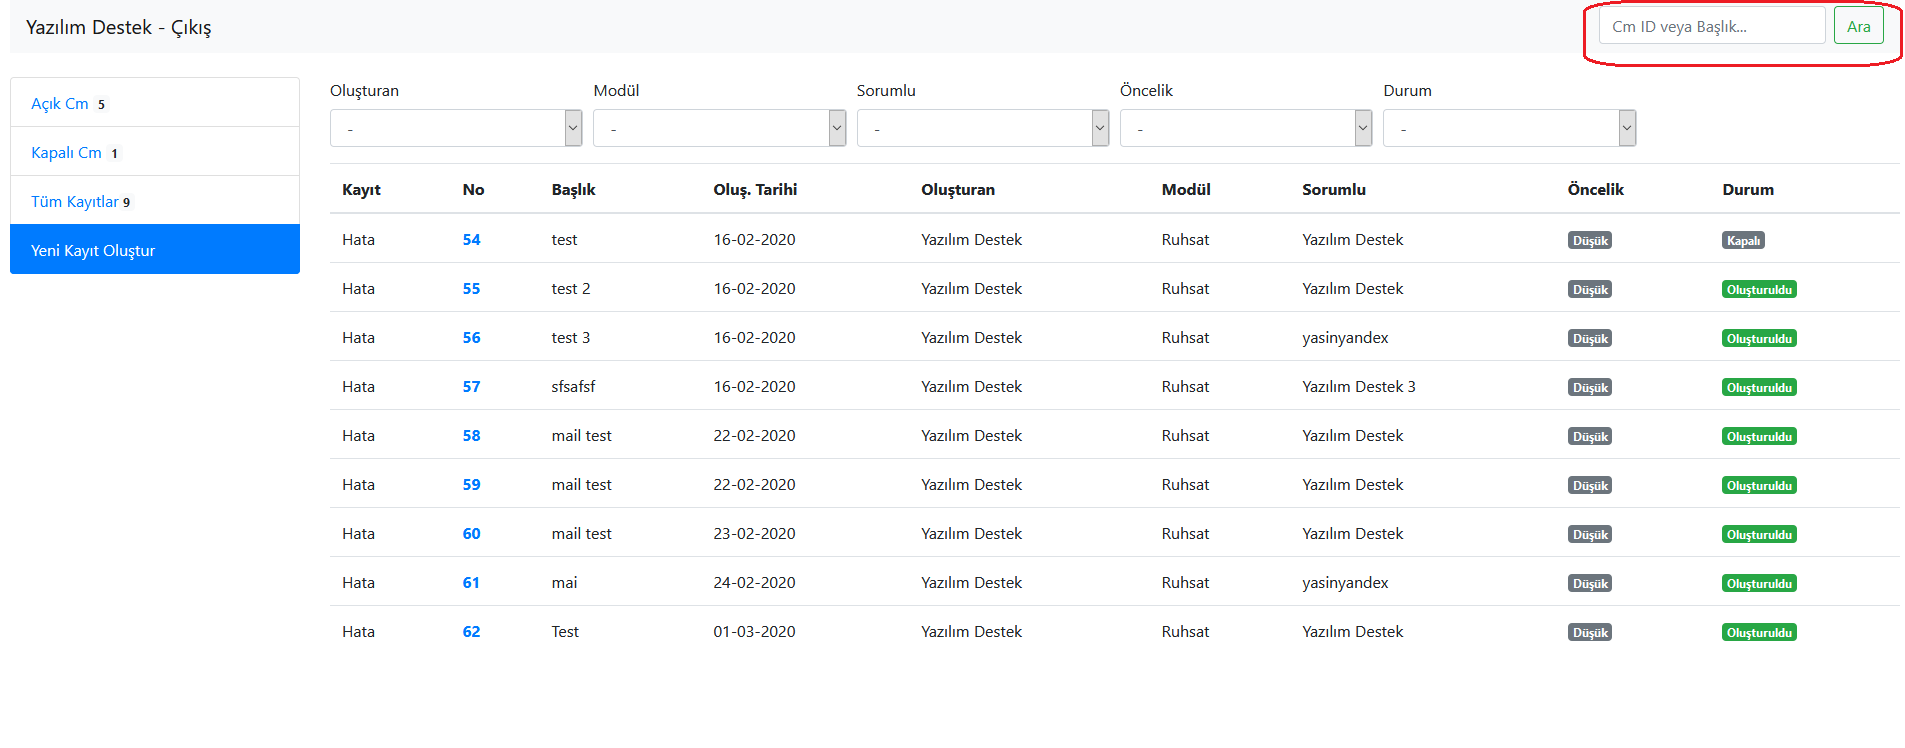 Yazılım Destek - Çıkış
Cm ID veya Başlık...
Ara
Açık Cm 5
Kapalı Cm 1
Tüm Kayıtlar 9
Yeni Kayıt Oluştur
Oluşturan Modül Sorumlu Öncelik Durum
- - - - -
Kayıt No Başlık Oluş. Tarihi Oluşturan Modül Sorumlu Öncelik Durum
Hata 54 test 16-02-2020 Yazılım Destek Ruhsat Yazılım Destek Düşük Kapalı
Hata 55 test 2 16-02-2020 Yazılım Destek Ruhsat Yazılım Destek Düşük Oluşturuldu
Hata 56 test 3 16-02-2020 Yazılım Destek Ruhsat yasinyandex Düşük Oluşturuldu
Hata 57 sfsafsf 16-02-2020 Yazılım Destek Ruhsat Yazılım Destek 3 Düşük Oluşturuldu
Hata 58 mail test 22-02-2020 Yazılım Destek Ruhsat Yazılım Destek Düşük Oluşturuldu
Hata 59 mail test 22-02-2020 Yazılım Destek Ruhsat Yazılım Destek Düşük Oluşturuldu
Hata 60 mail test 23-02-2020 Yazılım Destek Ruhsat Yazılım Destek Düşük Oluşturuldu
Hata 61 mai 24-02-2020 Yazılım Destek Ruhsat yasinyandex Düşük Oluşturuldu
Hata 62 Test 01-03-2020 Yazılım Destek Ruhsat Yazılım Destek Düşük Oluşturuldu